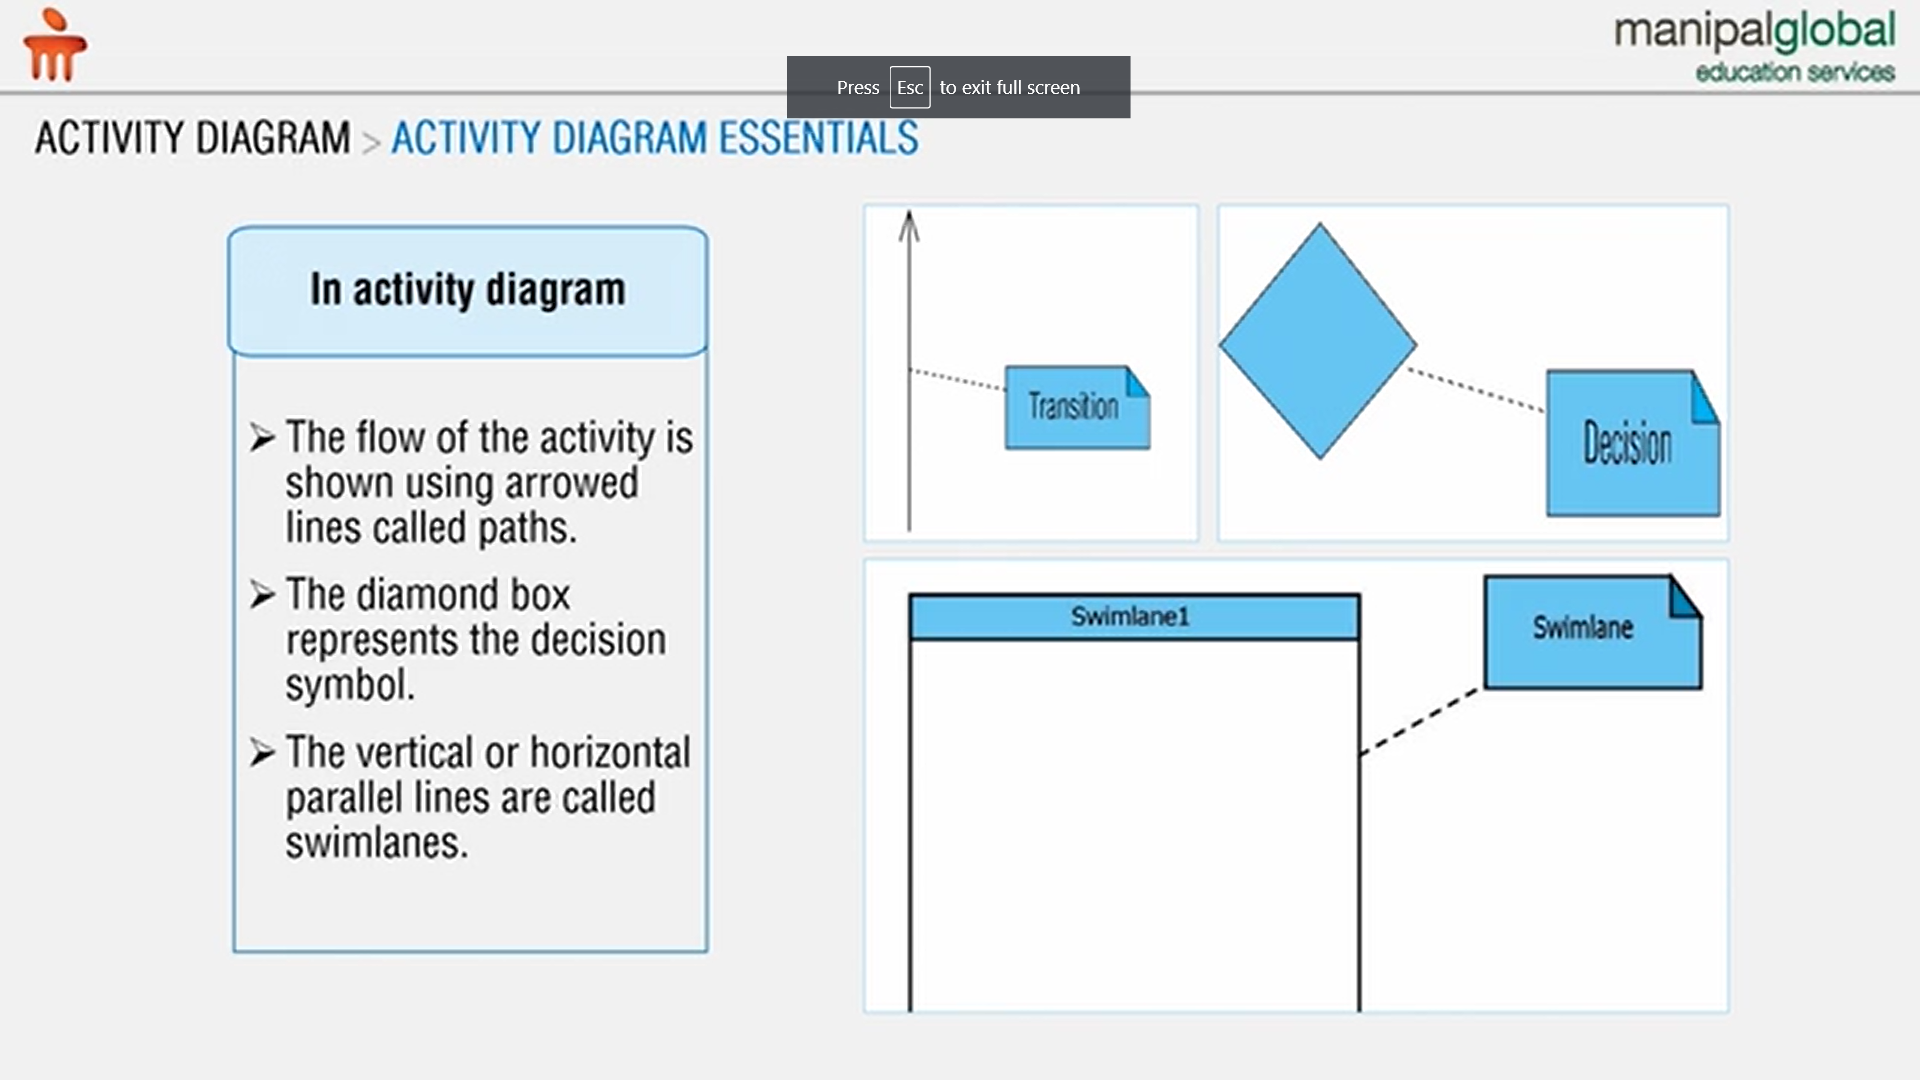 manipalglobal
education services
Press Esc to exit full screen
ACTIVITY DIAGRAM > ACTIVITY DIAGRAM ESSENTIALS
In activity diagram
➢ The flow of the activity is
shown using arrowed
lines called paths.
➢ The diamond box
represents the decision
symbol.
➢ The vertical or horizontal
parallel lines are called
swimlanes.
Transition
Decision
Swimlane1
Swimlane